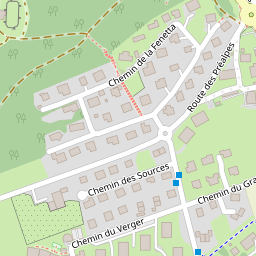 Chemin de la Fenetta
Route des Préalpes
Chemin des Sources
Chemin du Gra
Chemin du Verger